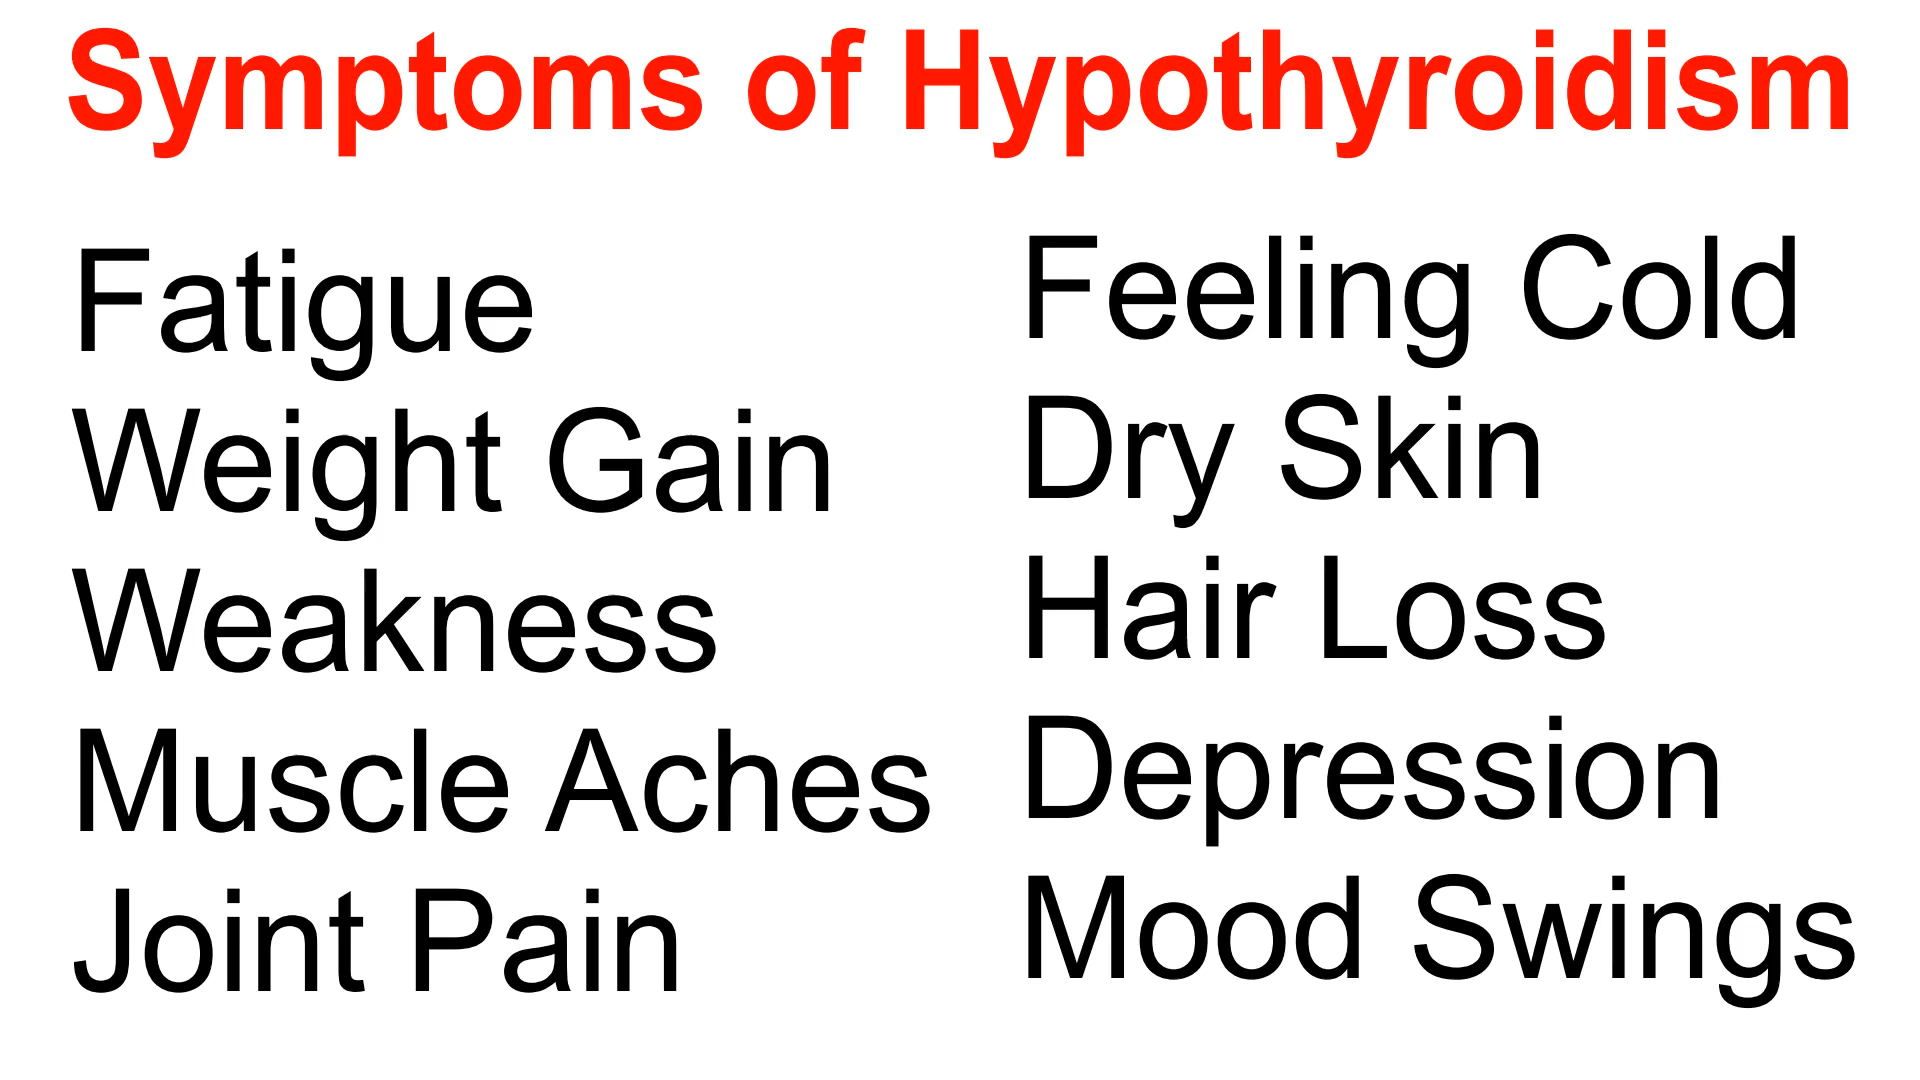 Symptoms of Hypothyroidism
Fatigue
Weight Gain
Weakness
Muscle Aches
Joint Pain
Feeling Cold
Dry Skin
Hair Loss
Depression
Mood Swings